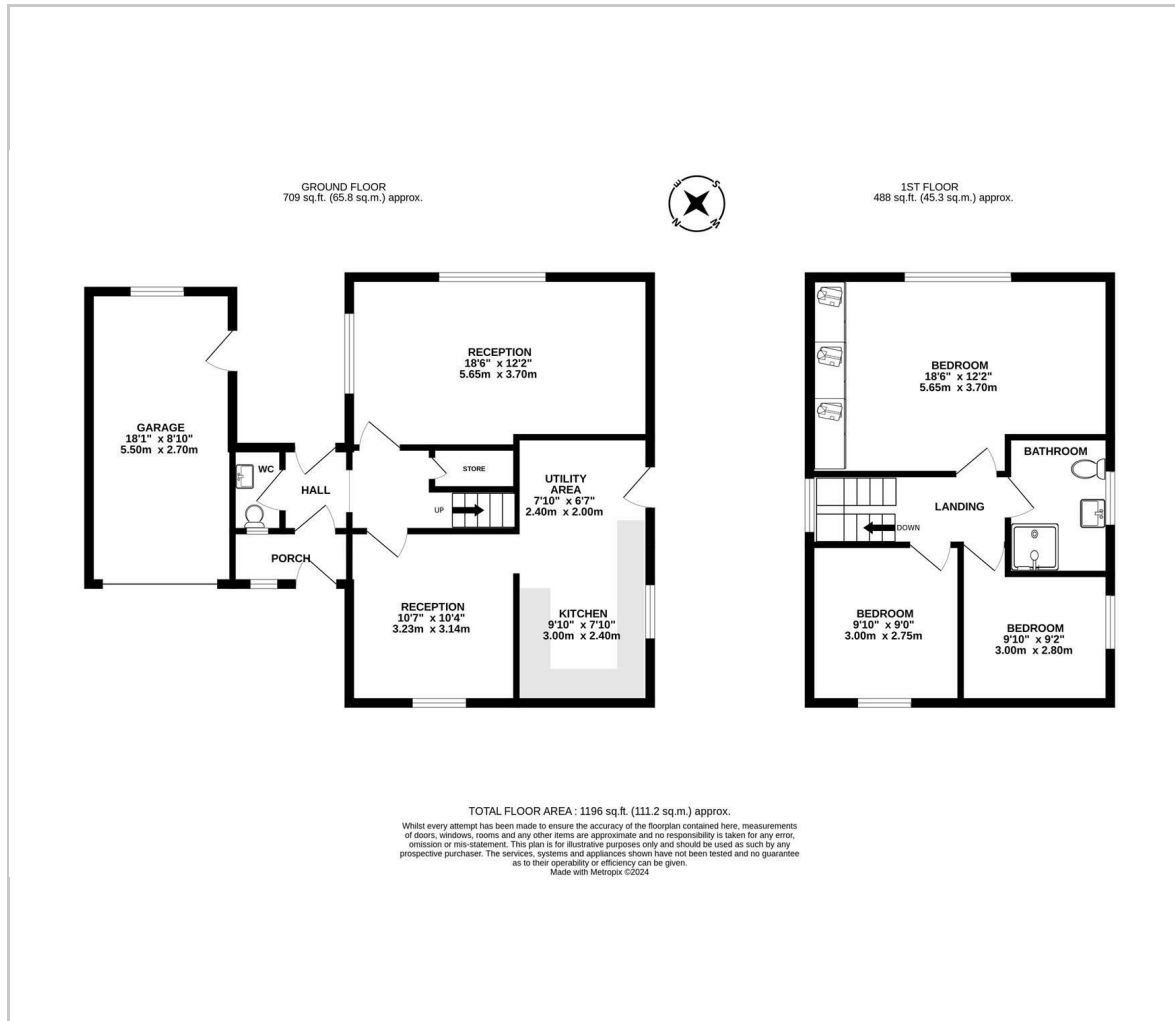 GROUND FLOOR
709 sq.ft. (65.8 sq.m.) approx.
E
S
N
W
1ST FLOOR
488 sq.ft. (45.3 sq.m.) approx.
RECEPTION
18'6" x 12'2"
5.65m x 3.70m
GARAGE
18'1" x 8'10"
5.50m x 2.70m
WC
HALL
STORE
UP
UTILITY
AREA
7'10" x 6'7"
2.40m x 2.00m
PORCH
RECEPTION
10'7" x 10'4"
3.23m x 3.14m
KITCHEN
9'10" x 7'10"
3.00m x 2.40m
BEDROOM
18'6" x 12'2"
5.65m x 3.70m
BATHROOM
LANDING
DOWN
BEDROOM
9'10" x 9'0"
3.00m x 2.75m
BEDROOM
9'10" x 9'2"
3.00m x 2.80m
TOTAL FLOOR AREA : 1196 sq.ft. (111.2 sq.m.) approx.
Whilst every attempt has been made to ensure the accuracy of the floorplan contained here, measurements
of doors, windows, rooms and any other items are approximate and no responsibility is taken for any error,
omission or mis-statement. This plan is for illustrative purposes only and should be used as such by any
prospective purchaser. The services, systems and appliances shown have not been tested and no guarantee
as to their operability or efficiency can be given.
Made with Metropix ©2024